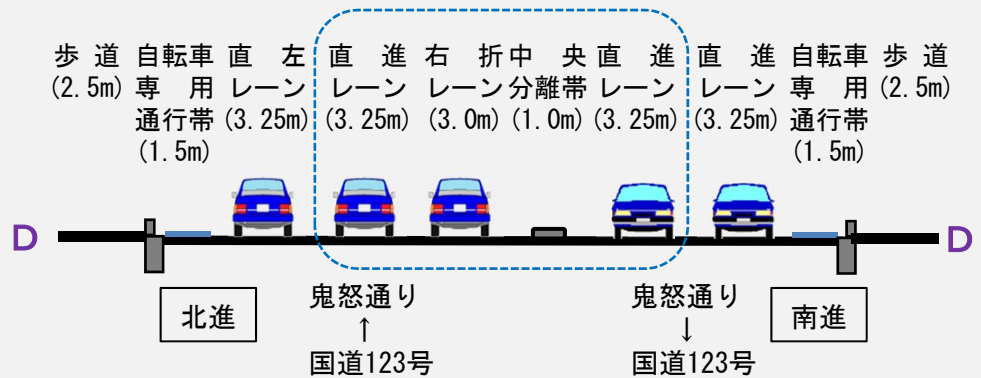 歩道 自転車 直左 直進 右折 中央 直進 直進 自転車 歩道
(2.5m) 専用 レーン レーン レーン 分離帯 レーン レーン 専用 (2.5m)
通行帯 (3.25m) (3.25m) (3.0m) (1.0m) (3.25m) (3.25m) 通行帯
(1.5m) (1.5m)
D D
北進 鬼怒通り 鬼怒通り 南進
↑ ↓
国道123号 国道123号